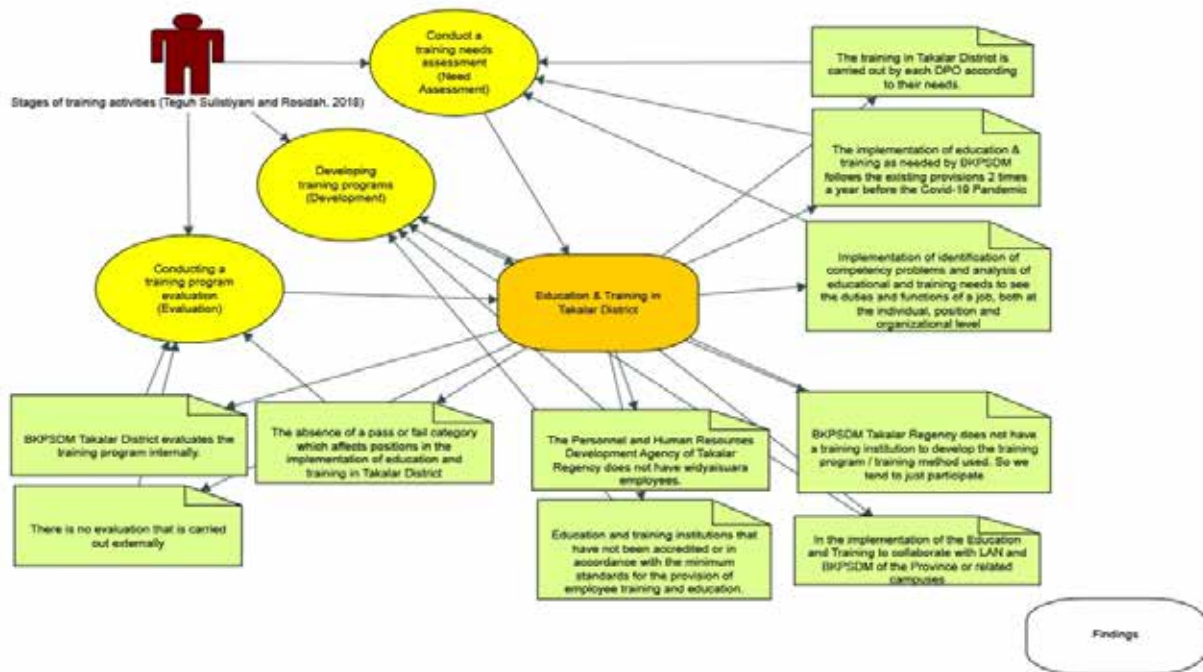 Conduct a
training needs
assessment
(Need
Assessment)
Stages of training activities (Teguh Sulistiyani and Rosidah, 2018)
Developing
training programs
(Development)
Conducting a
training program
evaluation
(Evaluation)
Education & Training in
Takalar District
The training in Takalar District is
carried out by each OPO according
to their needs.
The implementation of education &
training as needed by BKPSDM
follows the existing provisions 2 times
a year before the Covid-19 Pandemic
Implementation of identification of
competency problems and analysis of
educational and training needs to see
the duties and functions of a job, both at
the individual, position and
organizational level
BKPSDM Takalar District evaluates the
training program internally.
There is no evaluation that is carried
out externally
The absence of a pass or fail category
which affects positions in the
implementation of education and
training in Takalar District
The Personnel and Human Resources
Development Agency of Takalar
Regency does not have widyaisuara
employees.
Education and training institutions
that have not been accredited or in
accordance with the minimum
standards for the provision of
employee training and education.
BKPSDM Takalar Regency does not have
a training institution to develop the training
program / training method used. So we
tend to just participate
In the implementation of the Education
and Training to collaborate with LAN and
BKPSDM of the Province or related
campuses
Findings